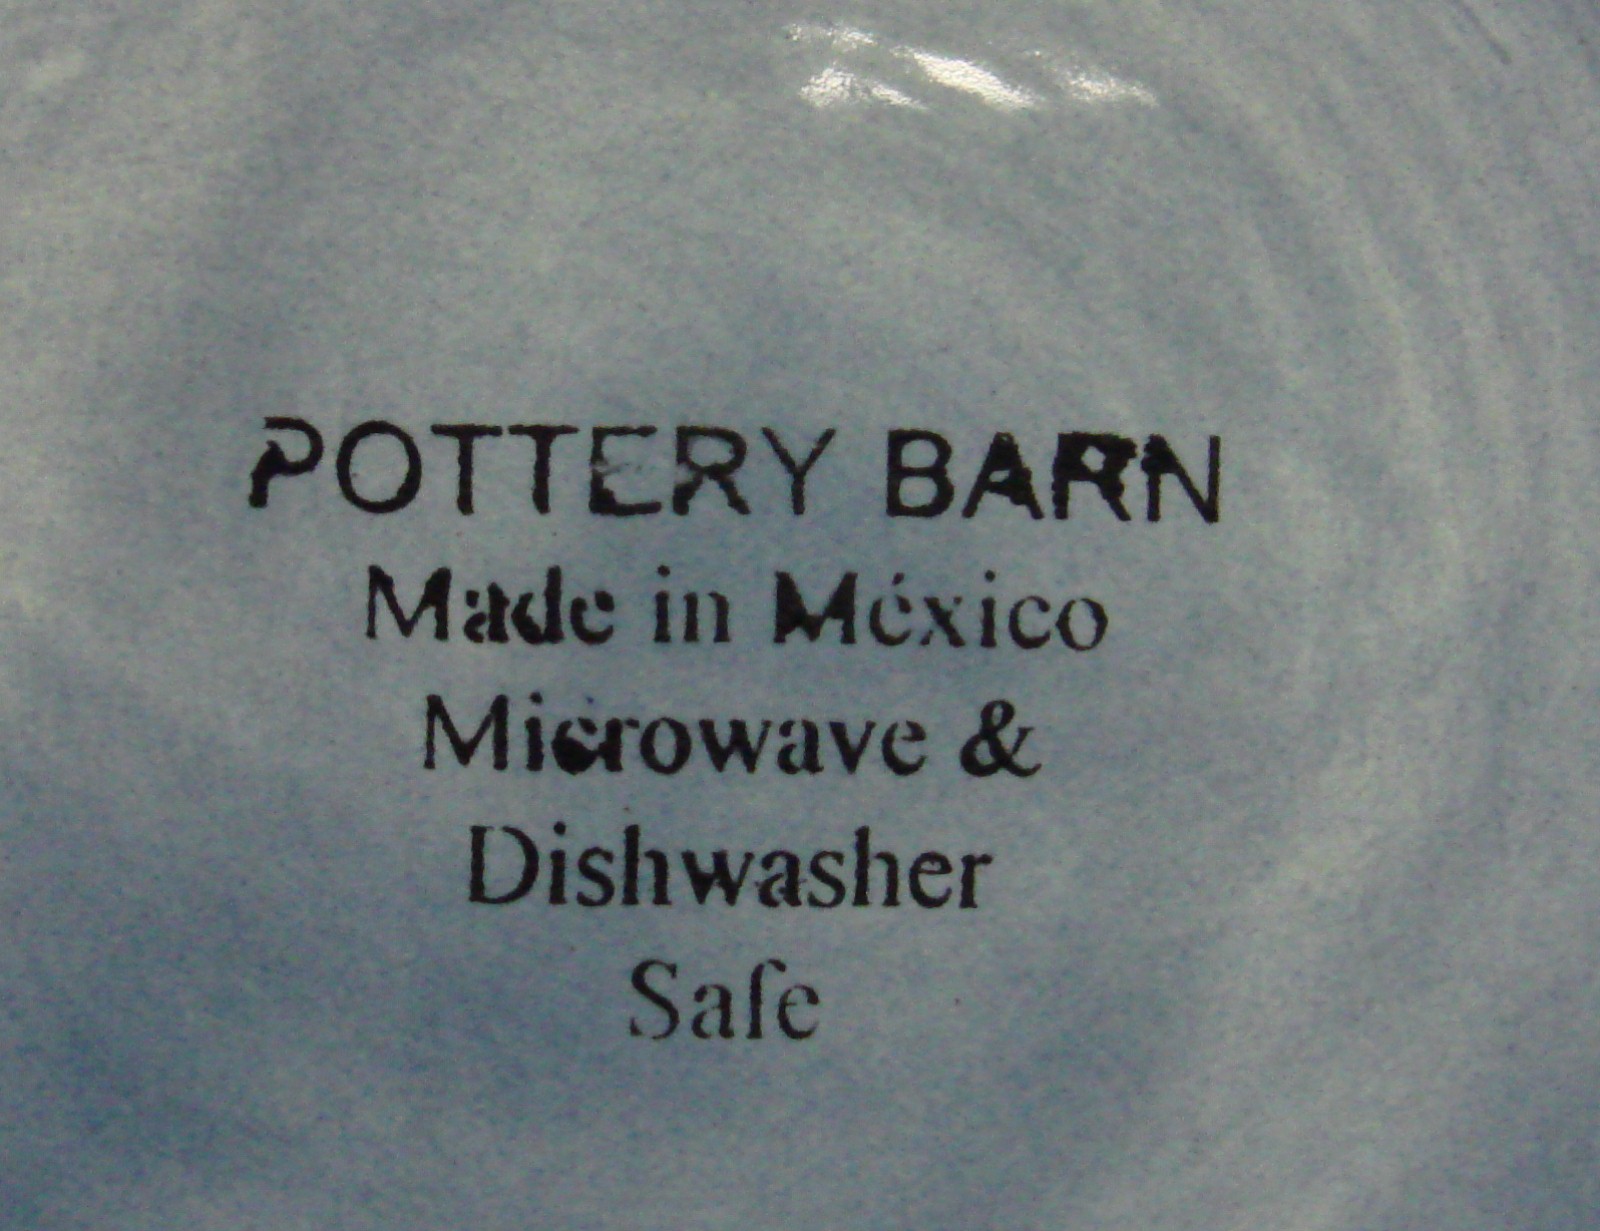 POTTERY BARN
Made in México
Microwave &
Dishwasher
Safe